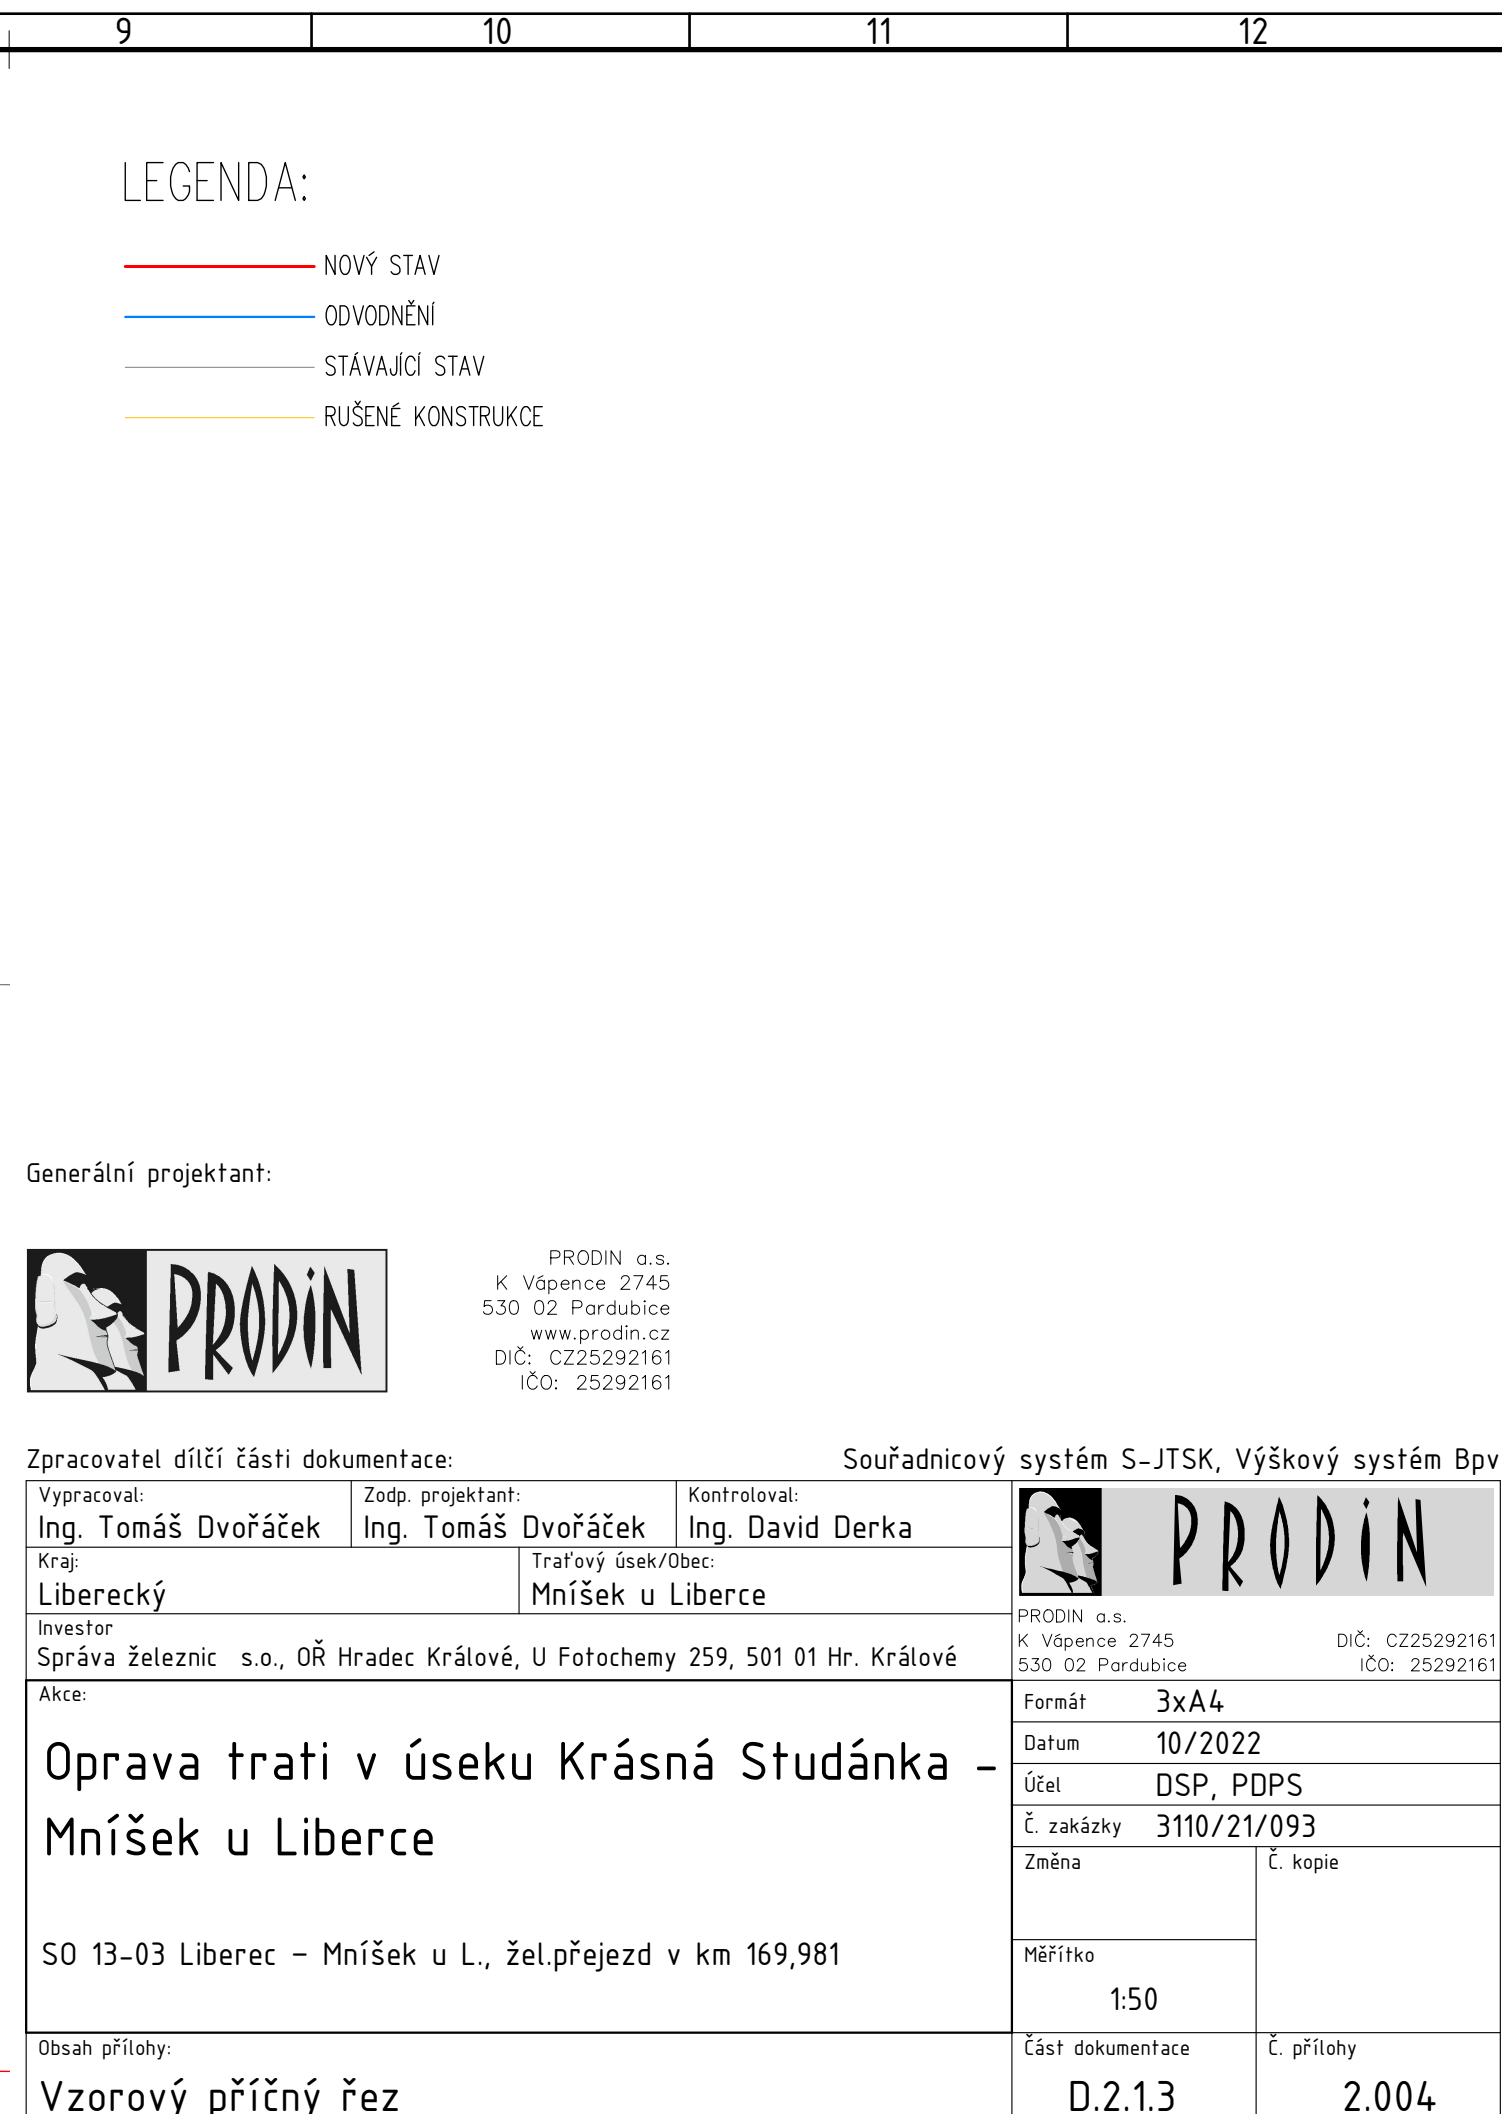 9 10 11 12
LEGENDA:
NOVÝ STAV
ODVODNĚNÍ
STÁVAJÍCÍ STAV
RUŠENÉ KONSTRUKCE
Generální projektant:
PRODIN
PRODIN a.s.
K Vápence 2745
530 02 Pardubice
www.prodin.cz
DIČ: CZ25292161
IČO: 25292161
Zpracovatel dílčí části dokumentace:
Souřadnicový systém S-JTSK, Výškový systém Bpv
Vypracoval:
Ing. Tomáš Dvořáček
Zodp. projektant:
Ing. Tomáš Dvořáček
Kontroloval:
Ing. David Derka
PRODIN
Kraj:
Liberecký
Traťový úsek/Obec:
Mníšek u Liberce
PRODIN a.s.
K Vápence 2745
530 02 Pardubice
DIČ: CZ25292161
IČO: 25292161
Investor
Správa železnic s.o., OŘ Hradec Králové, U Fotochemy 259, 501 01 Hr. Králové
Akce:
Oprava trati v úseku Krásná Studánka -
Mníšek u Liberce
SO 13-03 Liberec - Mníšek u L., žel.přejezd v km 169,981
Formát 3xA4
Datum 10/2022
Účel DSP, PDPS
Č. zakázky 3110/21/093
Změna
Č. kopie
Měřítko
1:50
Obsah přílohy:
Vzorový příčný řez
Část dokumentace
D.2.1.3
Č. přílohy
2.004